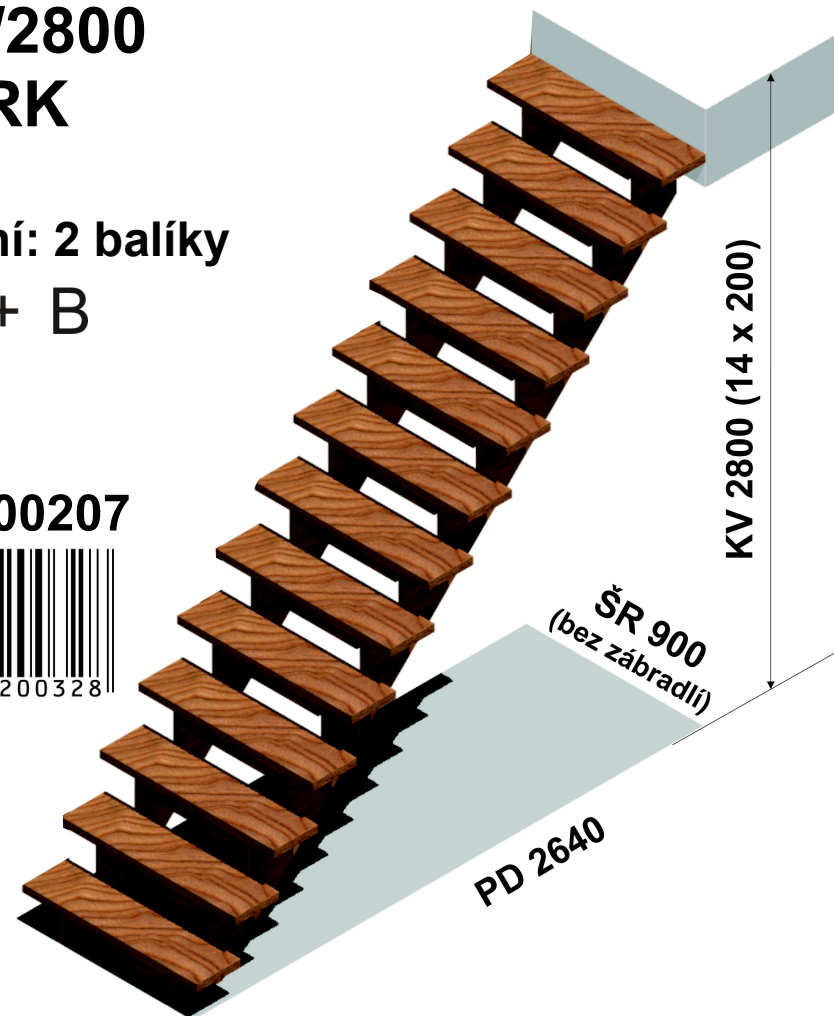 /2800
RK
ní: 2 balíky
+ B
00207
200328
KV 2800 (14 x 200)
ŠR 900
(bez zábradlí)
PD 2640